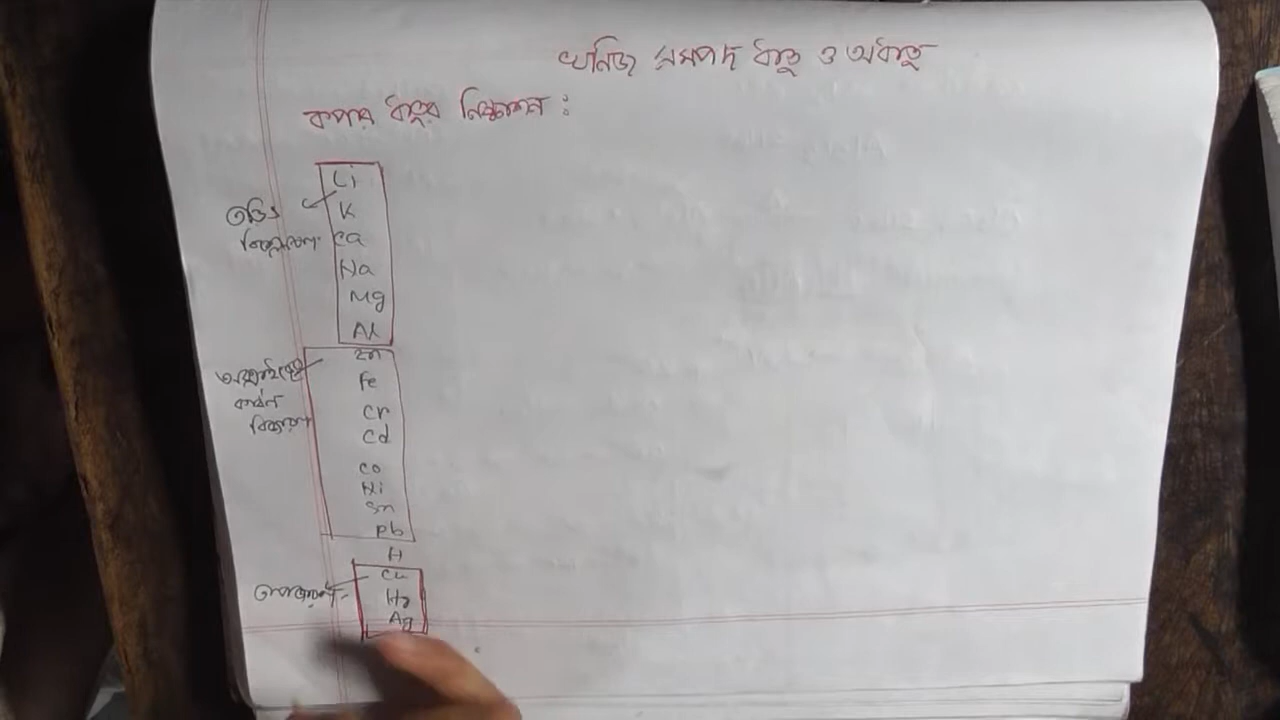 খনিজ সম্পদ ধাতু ও অধাতু
কপার ধাতুর নিষ্কাশন :
Li
তড়িৎ
K
বিশ্লেষণ
Ca
Na
Mg
Al
Zn
Fe
কার্বন
Cr
বিজারণ
Cd
Co
Ni
Sn
Pb
H
Cu
Hg
Ag